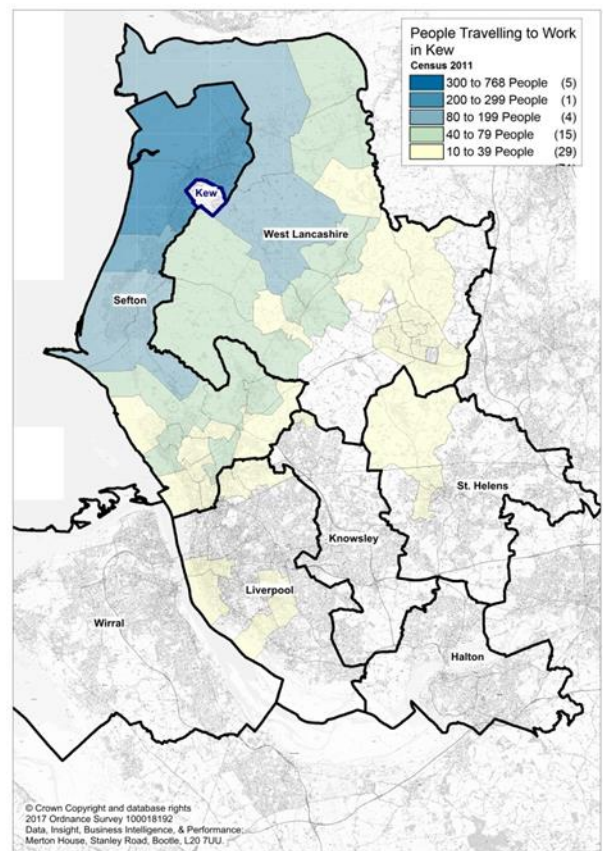 People Travelling to Work
in Kew
Census 2011
300 to 768 People (5)
200 to 299 People (1)
80 to 199 People (4)
40 to 79 People (15)
10 to 39 People (29)
Kew
West Lancashire
Sefton
St. Helens
Knowsley
Liverpool
Wirral
Halton
© Crown Copyright and database rights
2017 Ordnance Survey 100018192
Data, Insight, Business Intelligence, & Performance;
Merton House, Stanley Road, Bootle, L20 7UU.